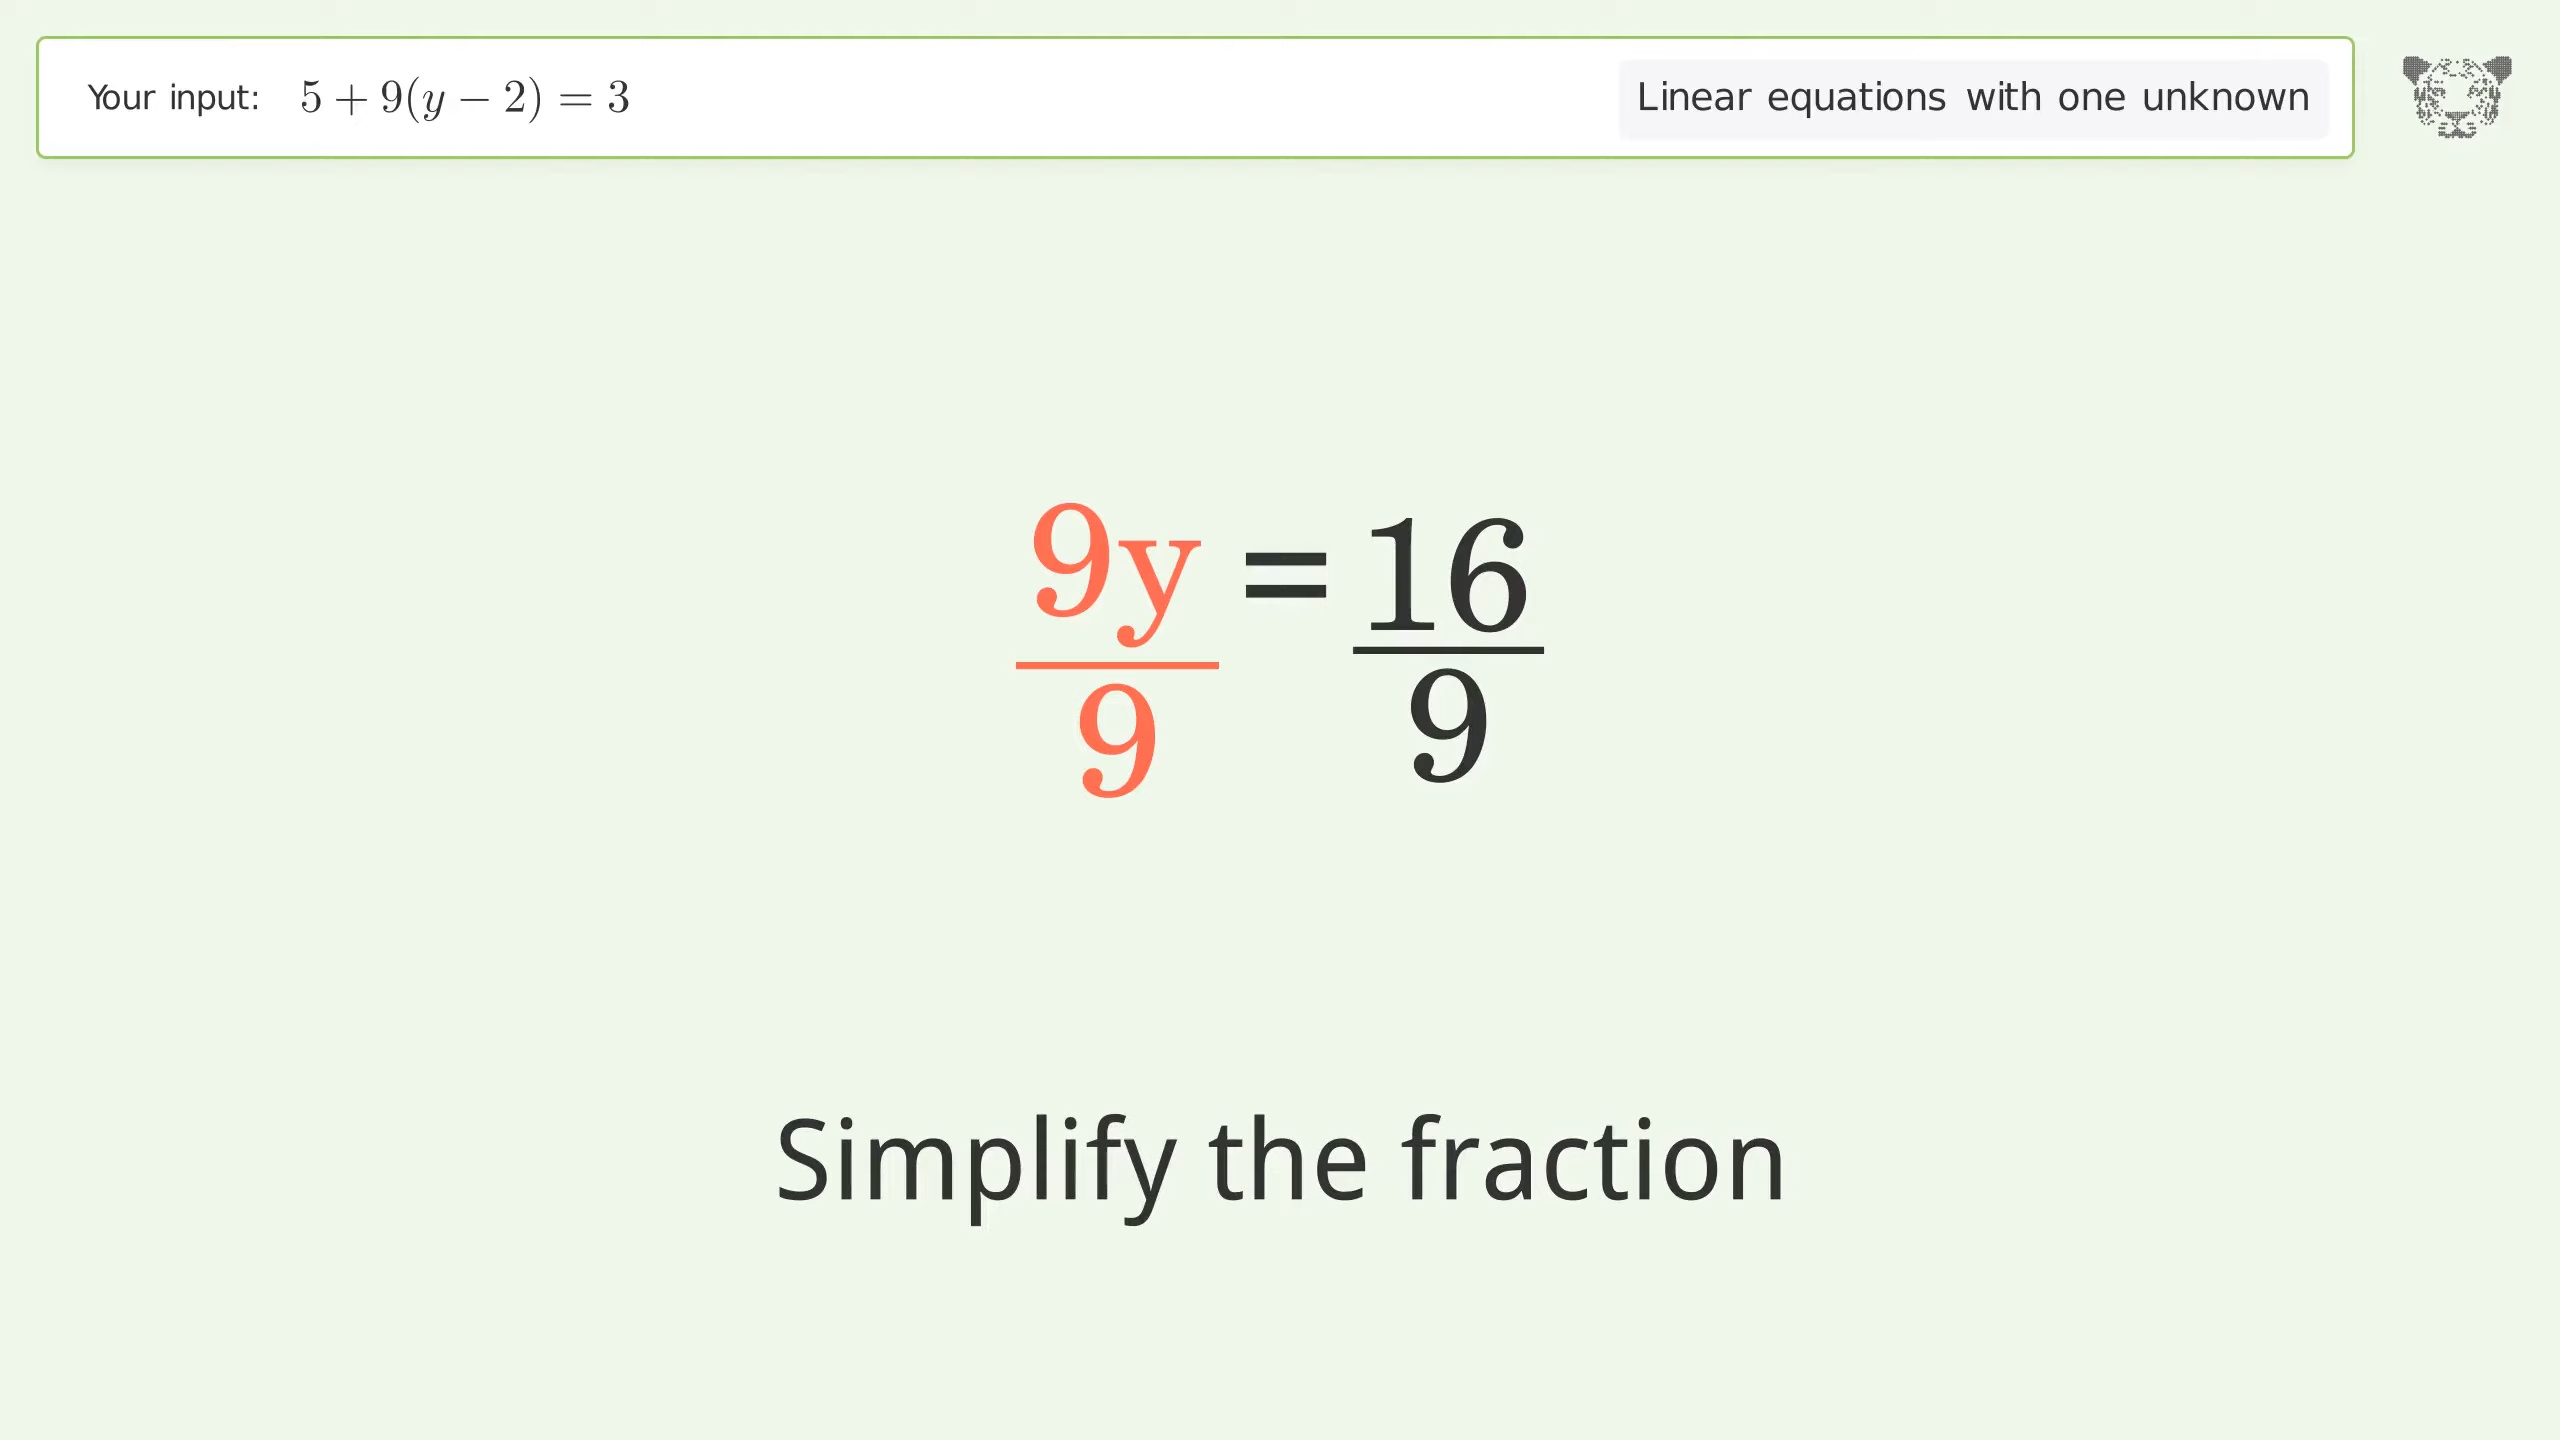 Your input: 5 + 9(y − 2) = 3
Linear equations with one unknown
9y/9 = 16/9
Simplify the fraction